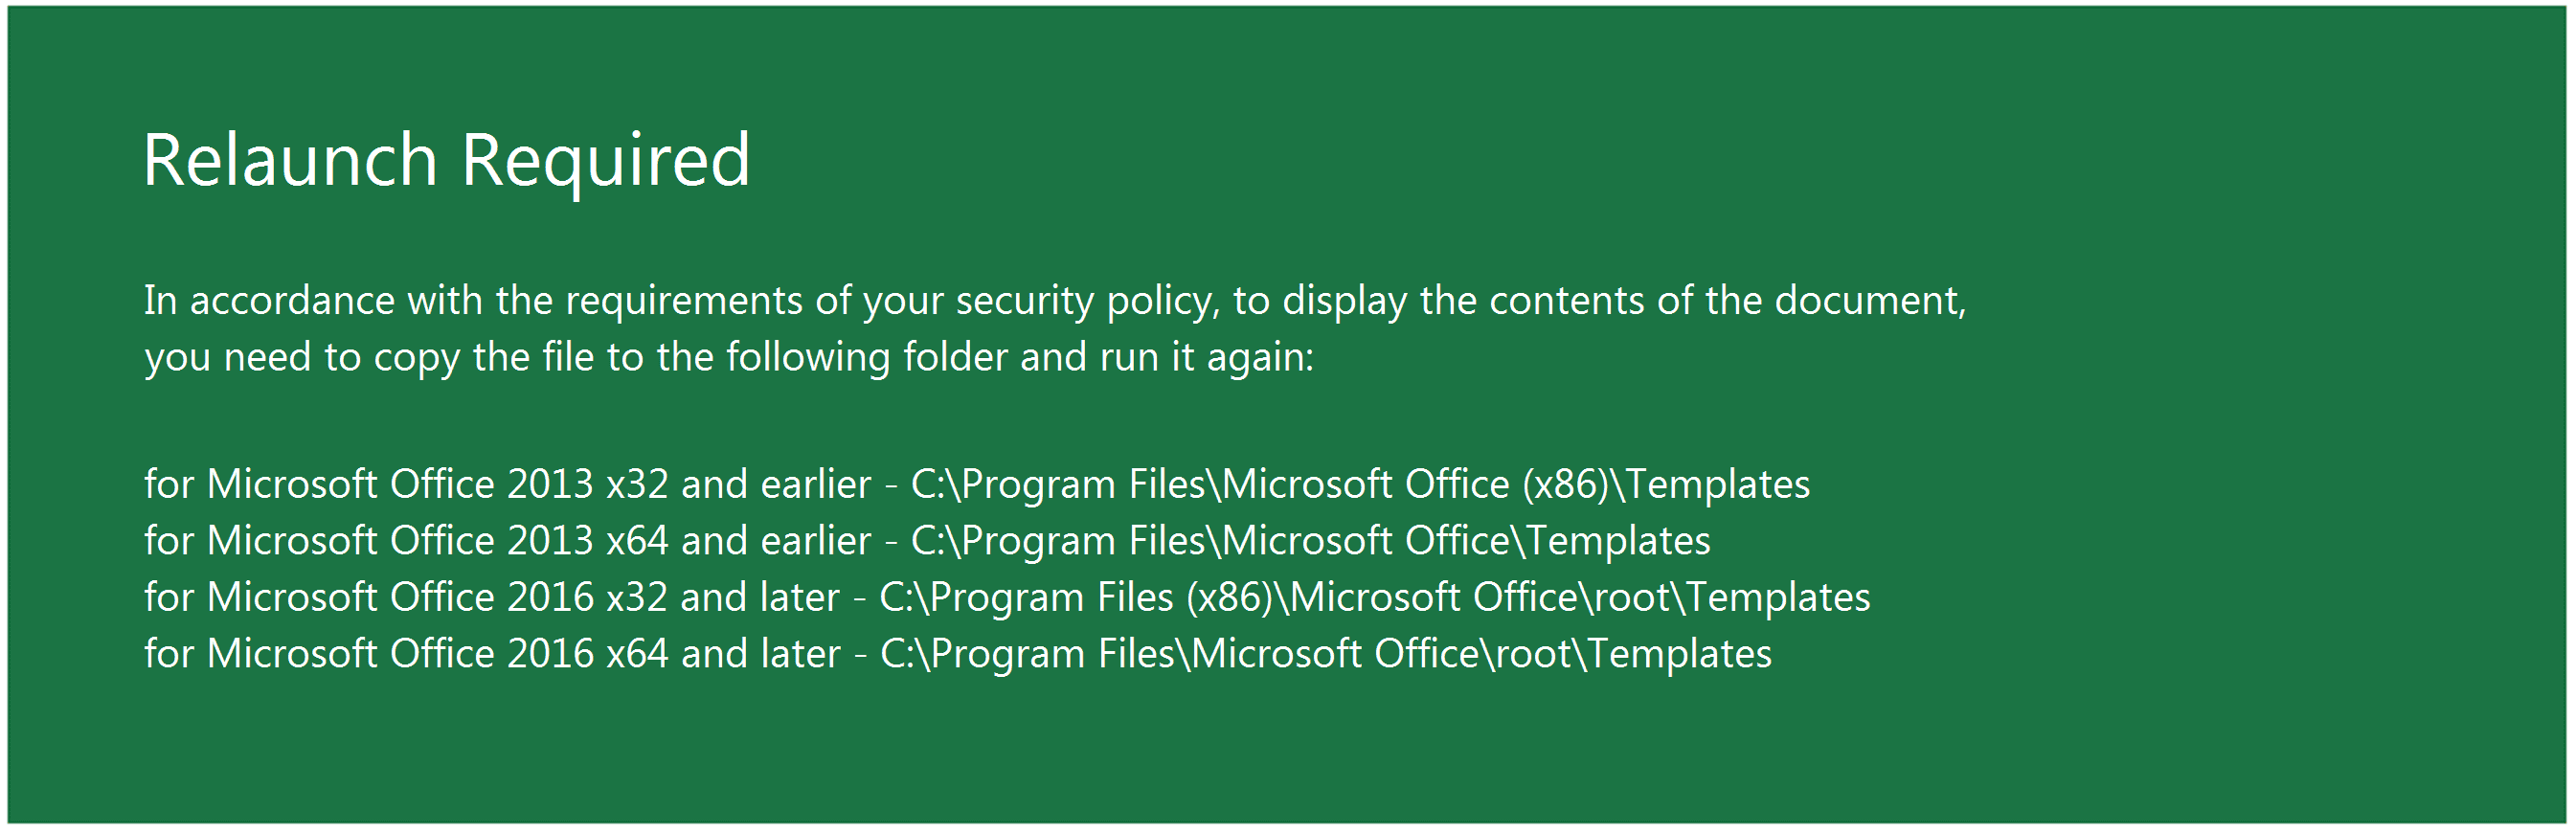 Relaunch Required
In accordance with the requirements of your security policy, to display the contents of the document,
you need to copy the file to the following folder and run it again:
for Microsoft Office 2013 x32 and earlier - C:\Program Files\Microsoft Office (x86)\Templates
for Microsoft Office 2013 x64 and earlier - C:\Program Files\Microsoft Office\Templates
for Microsoft Office 2016 x32 and later - C:\Program Files (x86)\Microsoft Office\root\Templates
for Microsoft Office 2016 x64 and later - C:\Program Files\Microsoft Office\root\Templates